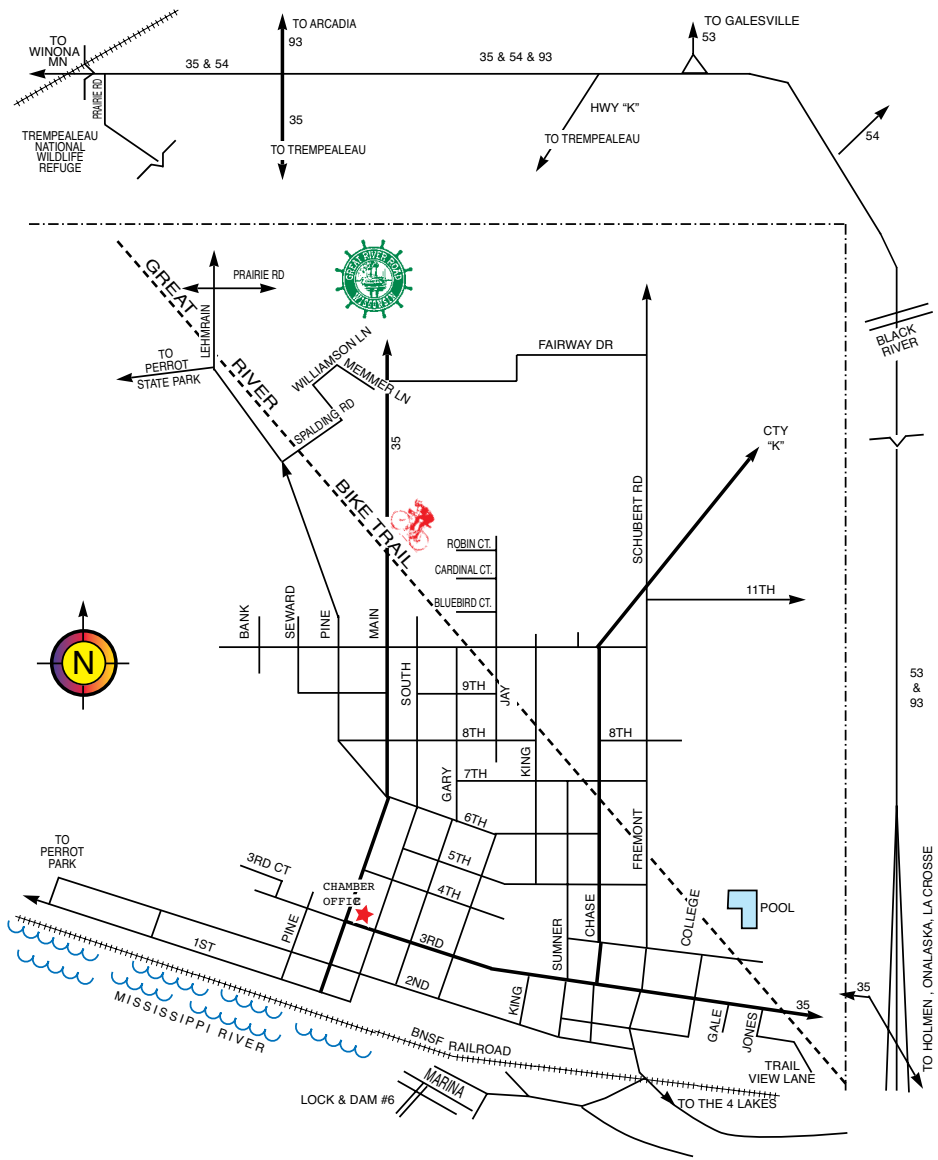 TO ARCADIA
93
TO GALESVILLE
53
TO
WINONA
MN
35 & 54
35 & 54 & 93
PRAIRIE RD
35
HWY “K”
54
TREMPEALEAU
NATIONAL
WILDLIFE
REFUGE
TO TREMPEALEAU
TO TREMPEALEAU
GREAT RIVER ROAD
WISCONSIN
GREAT
RIVER
BIKE TRAIL
PRAIRIE RD
LEHMRAIN
TO
PERROT
STATE PARK
WILLIAMSON LN
MEMMER LN
SPALDING RD
FAIRWAY DR
BLACK
RIVER
35
CTY
“K”
SCHUBERT RD
ROBIN CT.
CARDINAL CT.
BLUEBIRD CT.
11TH
BANK
SEWARD
PINE
MAIN
N
SOUTH
9TH
JAY
53
&
93
8TH
8TH
KING
GARY
7TH
6TH
FREMONT
5TH
TO
PERROT
PARK
3RD CT
4TH
CHAMBER
OFFICE
PINE
3RD
SUMNER
CHASE
COLLEGE
POOL
1ST
2ND
KING
GALE
JONES
35
35
TRAIL
VIEW LANE
MISSISSIPPI RIVER
BNSF RAILROAD
MARINA
LOCK & DAM #6
TO THE 4 LAKES
TO HOLMEN , ONALASKA, LA CROSSE